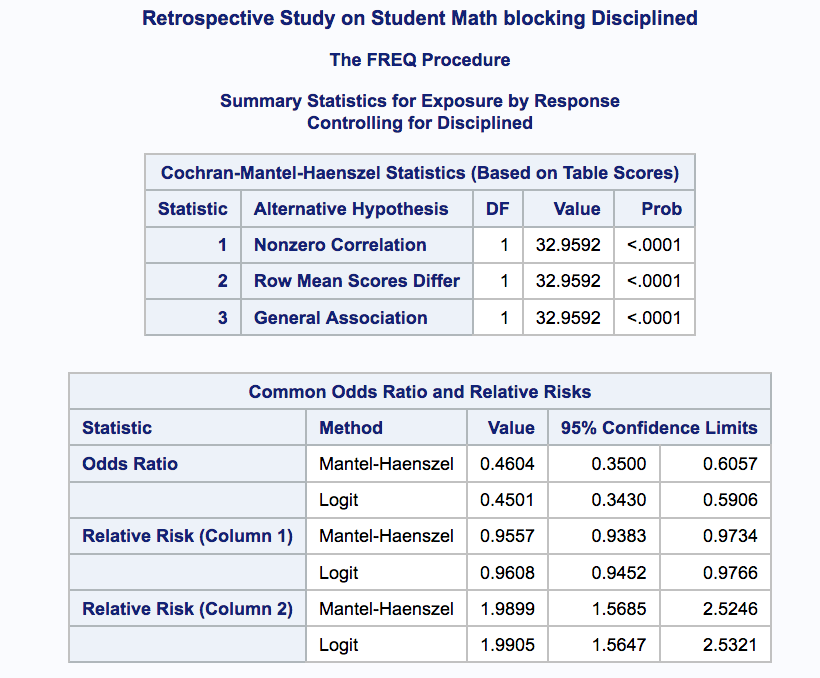 Retrospective Study on Student Math blocking Disciplined
The FREQ Procedure
Summary Statistics for Exposure by Response
Controlling for Disciplined
Cochran-Mantel-Haenszel Statistics (Based on Table Scores)
Statistic Alternative Hypothesis DF Value Prob
1 Nonzero Correlation 1 32.9592 <.0001
2 Row Mean Scores Differ 1 32.9592 <.0001
3 General Association 1 32.9592 <.0001
Common Odds Ratio and Relative Risks
Statistic Method Value 95% Confidence Limits
Odds Ratio Mantel-Haenszel 0.4604 0.3500 0.6057
Logit 0.4501 0.3430 0.5906
Relative Risk (Column 1) Mantel-Haenszel 0.9557 0.9383 0.9734
Logit 0.9608 0.9452 0.9766
Relative Risk (Column 2) Mantel-Haenszel 1.9899 1.5685 2.5246
Logit 1.9905 1.5647 2.5321